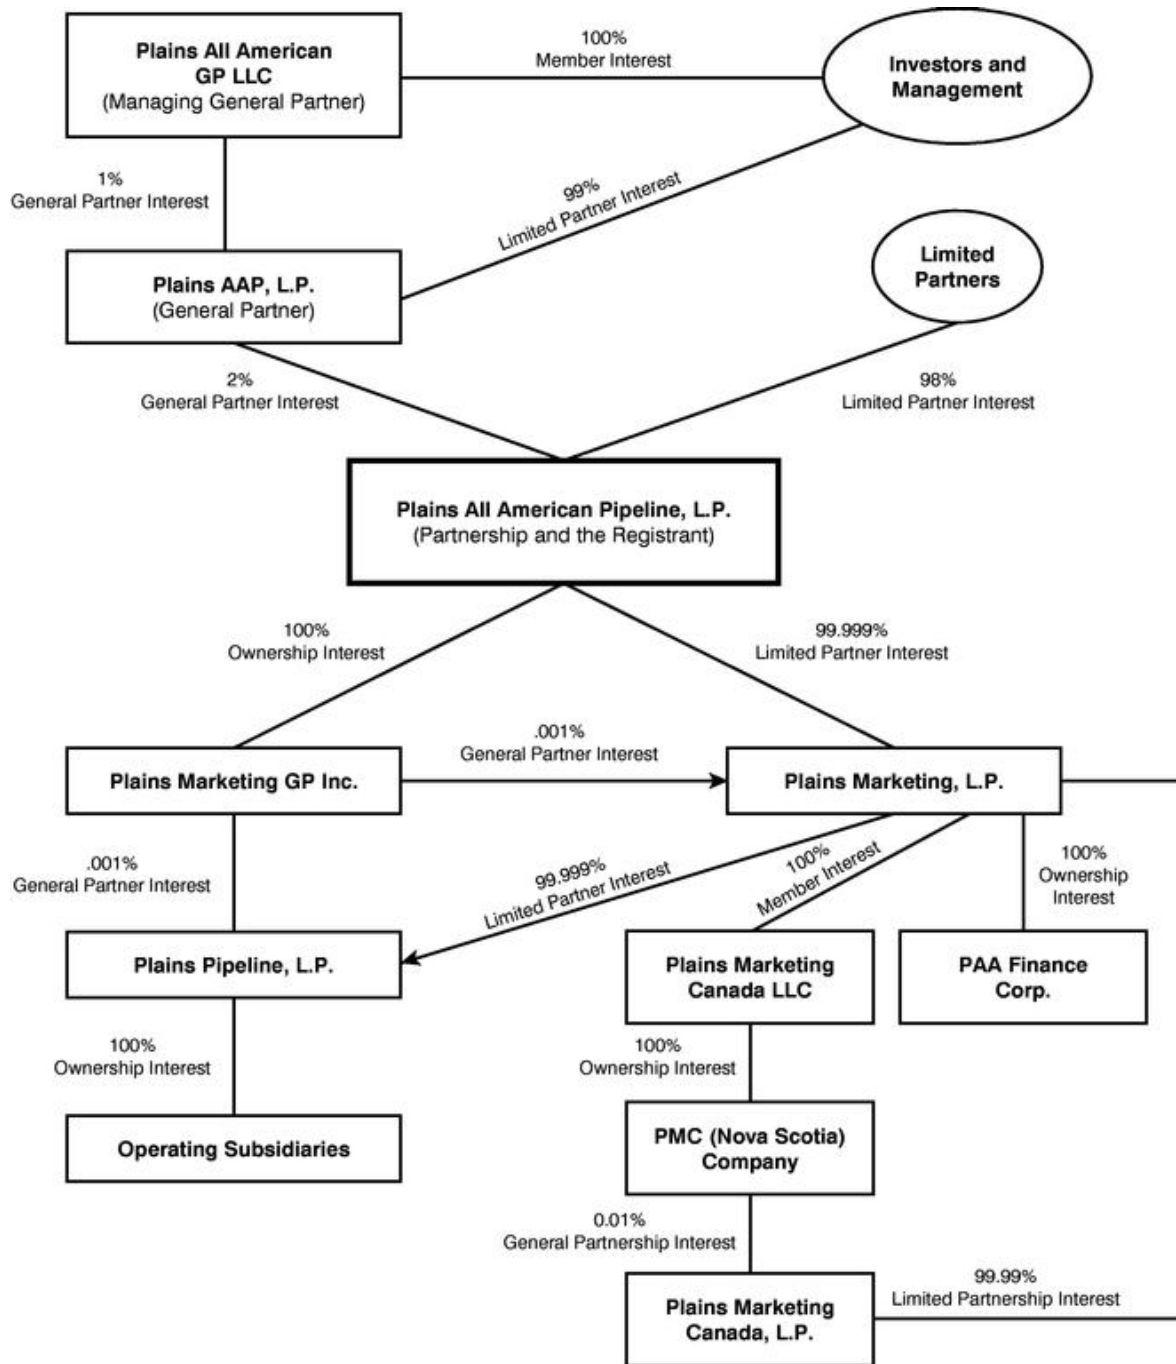 Plains All American
GP LLC
(Managing General Partner)
100%
Member Interest
Investors and
Management
1%
General Partner Interest
99%
Limited Partner Interest
Plains AAP, L.P.
(General Partner)
Limited
Partners
2%
General Partner Interest
98%
Limited Partner Interest
Plains All American Pipeline, L.P.
(Partnership and the Registrant)
100%
Ownership Interest
99.999%
Limited Partner Interest
Plains Marketing GP Inc.
.001%
General Partner Interest
Plains Marketing, L.P.
.001%
General Partner Interest
99.999%
Limited Partner Interest
100%
Member Interest
100%
Ownership
Interest
Plains Pipeline, L.P.
Plains Marketing
Canada LLC
PAA Finance
Corp.
100%
Ownership Interest
100%
Ownership Interest
Operating Subsidiaries
PMC (Nova Scotia)
Company
0.01%
General Partnership Interest
Plains Marketing
Canada, L.P.
99.99%
Limited Partnership Interest